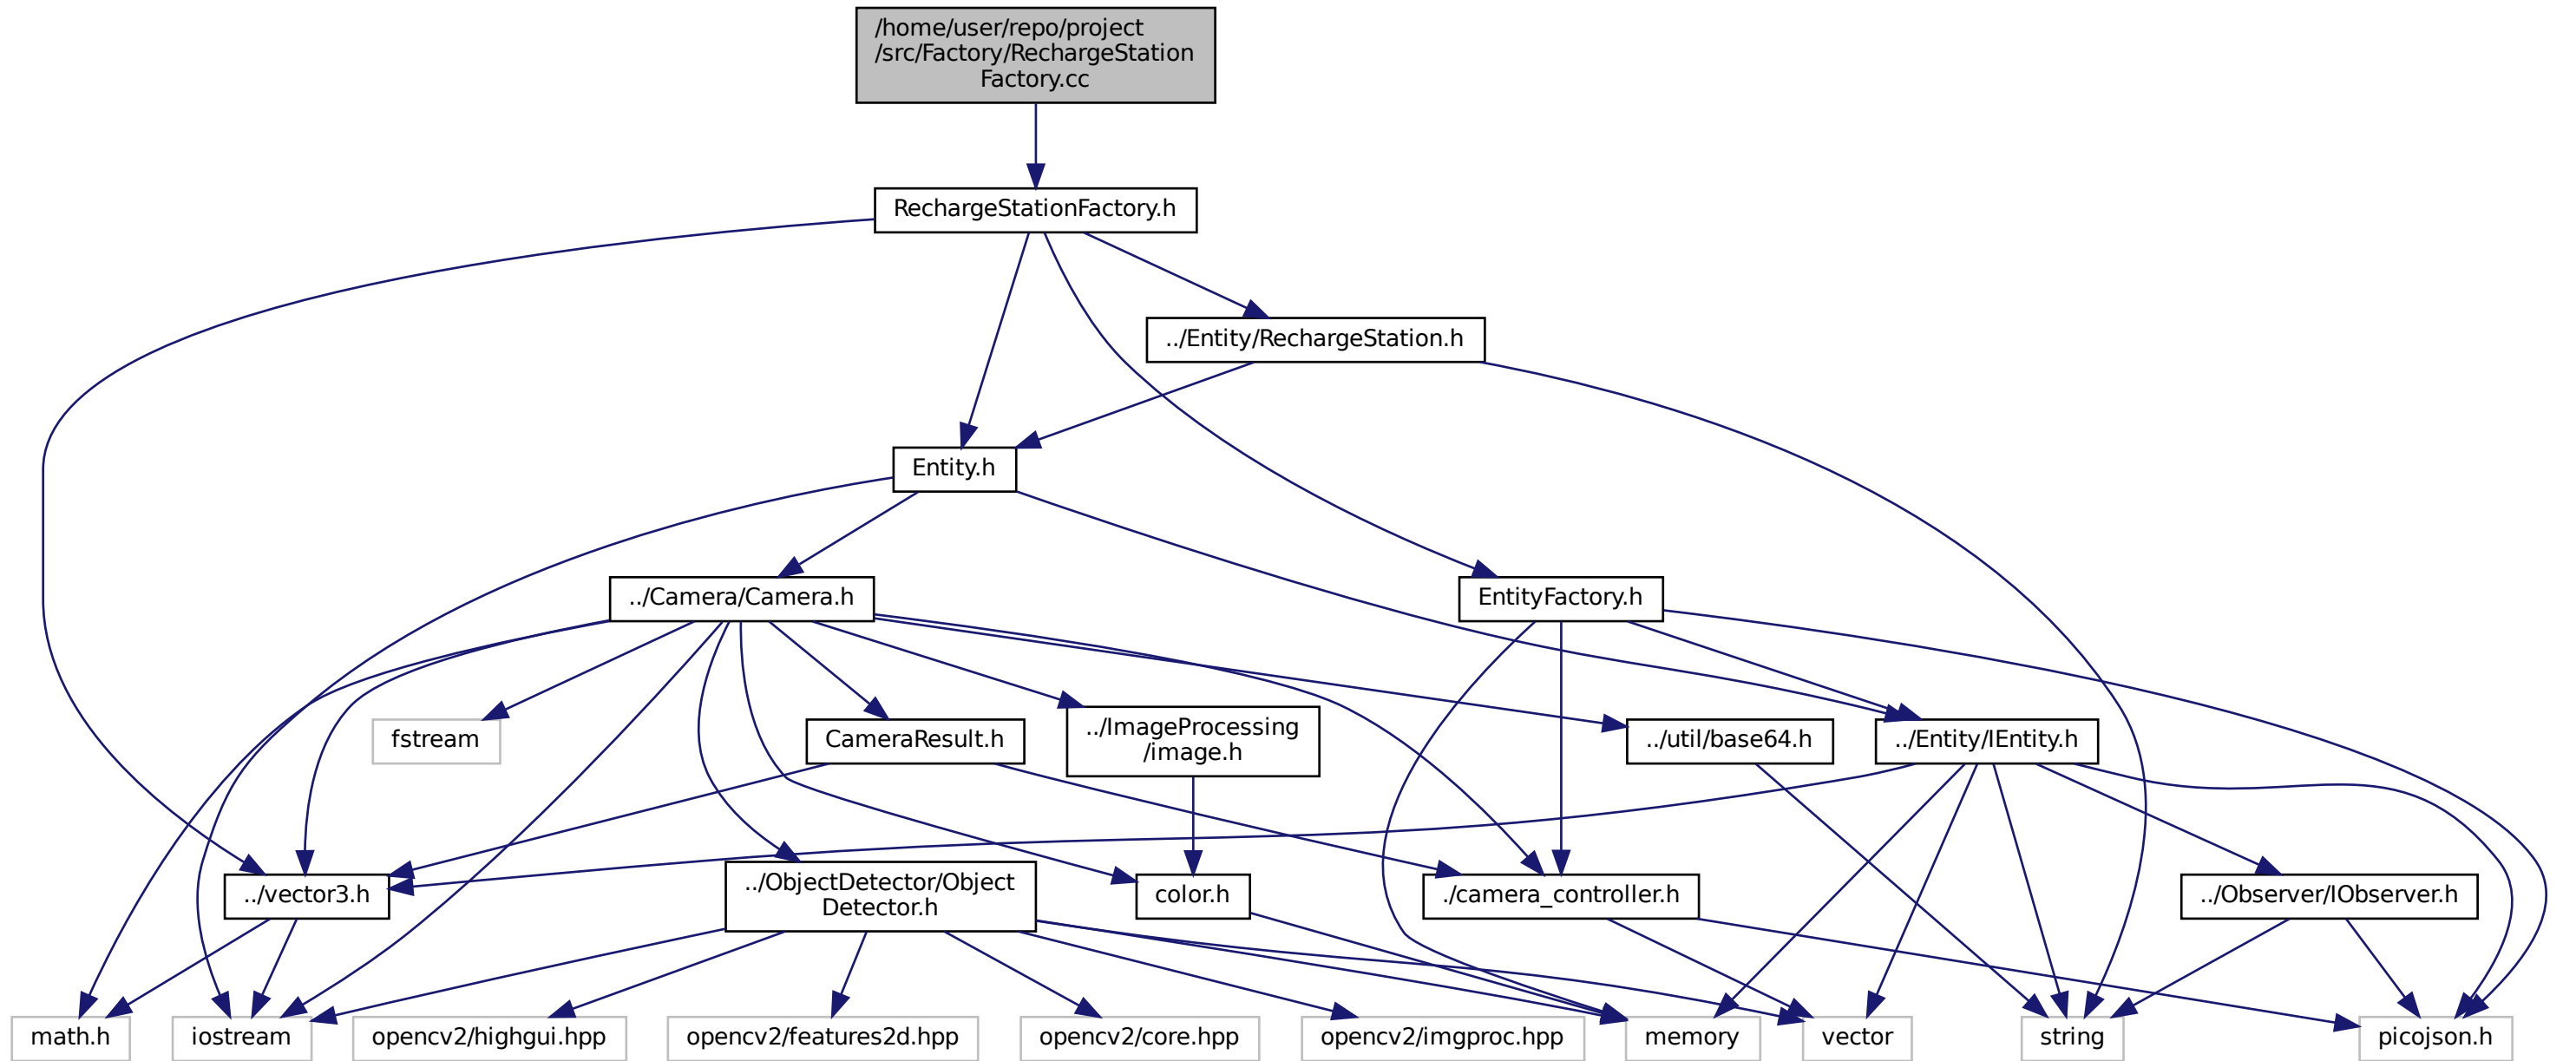 /home/user/repo/project
/src/Factory/RechargeStation
Factory.cc
RechargeStationFactory.h
../Entity/RechargeStation.h
Entity.h
../Camera/Camera.h
EntityFactory.h
fstream
CameraResult.h
../ImageProcessing
/image.h
../util/base64.h
../Entity/IEntity.h
../vector3.h
../ObjectDetector/Object
Detector.h
color.h
./camera_controller.h
../Observer/IObserver.h
math.h
iostream
opencv2/highgui.hpp
opencv2/features2d.hpp
opencv2/core.hpp
opencv2/imgproc.hpp
memory
vector
string
picojson.h